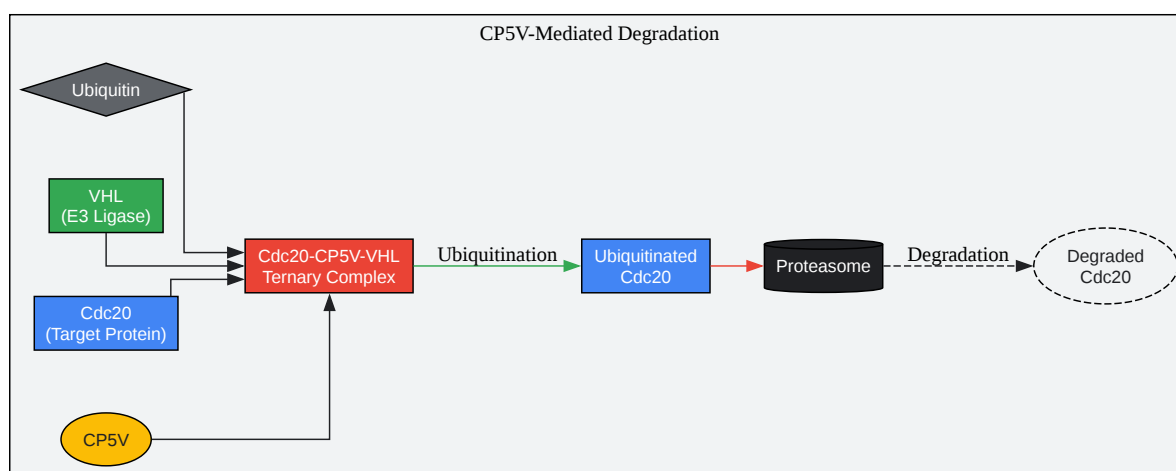 CP5V-Mediated Degradation
Ubiquitin
VHL
(E3 Ligase)
Cdc20
(Target Protein)
CP5V
Cdc20-CP5V-VHL
Ternary Complex
Ubiquitination
Ubiquitinated
Cdc20
Proteasome
Degradation
Degraded
Cdc20